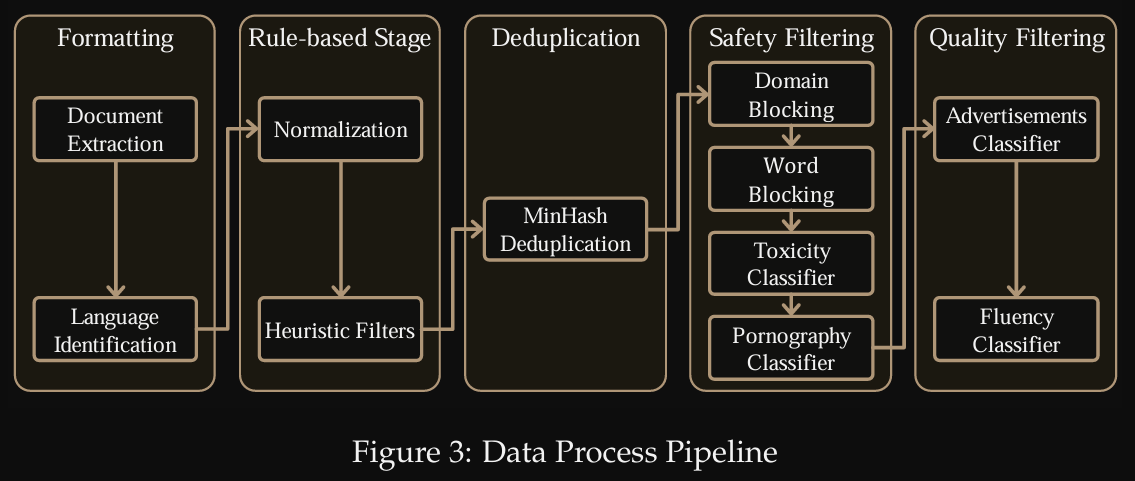 Formatting
Document
Extraction
Language
Identification
Rule-based Stage
Normalization
Heuristic Filters
Deduplication
MinHash
Deduplication
Safety Filtering
Domain
Blocking
Word
Blocking
Toxicity
Classifier
Pornography
Classifier
Quality Filtering
Advertisements
Classifier
Fluency
Classifier
Figure 3: Data Process Pipeline